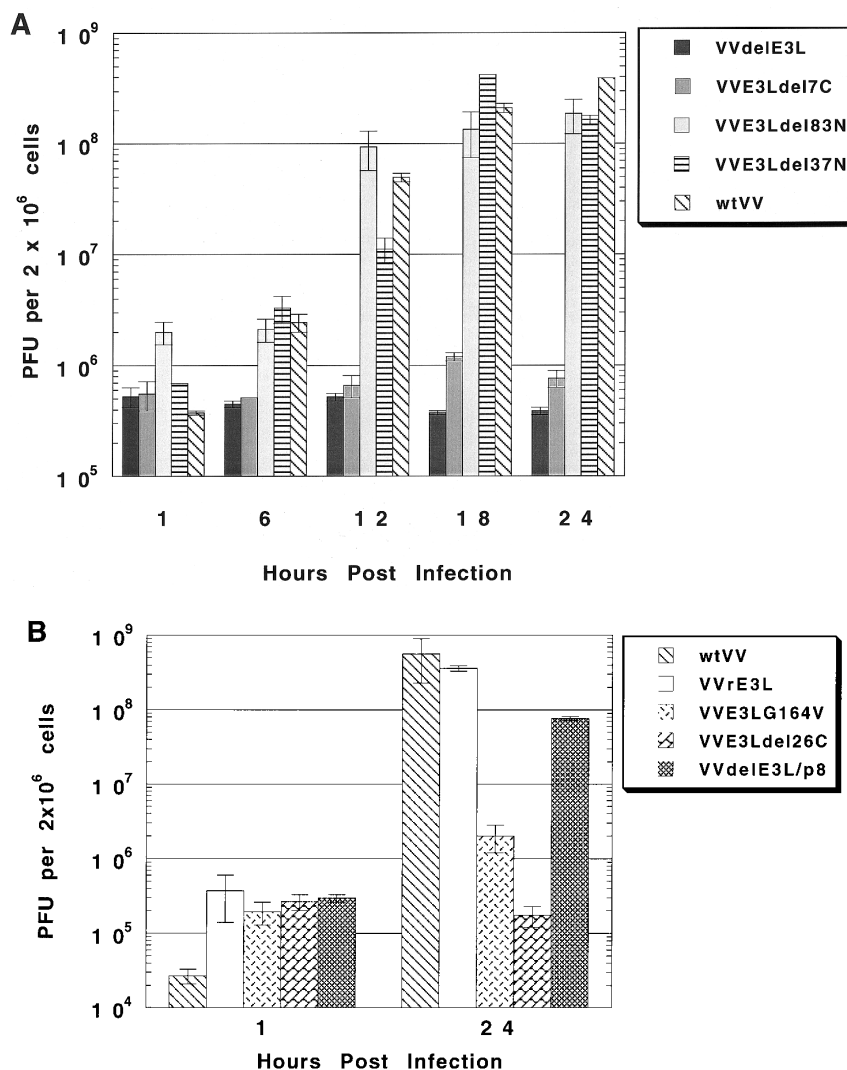 A
1 0⁹
1 0⁸
1 0⁷
1 0⁶
1 0⁵
PFU per 2 x 10⁶ cells
1 6 1 2 1 8 2 4
Hours Post Infection
VVdelE3L
VVE3Ldel7C
VVE3Ldel83N
VVE3Ldel37N
wtVV
B
1 0⁹
1 0⁸
1 0⁷
1 0⁶
1 0⁵
1 0⁴
PFU per 2x10⁶ cells
1 2 4
Hours Post Infection
wtVV
VVrE3L
VVE3LG164V
VVE3Ldel26C
VVdelE3L/p8